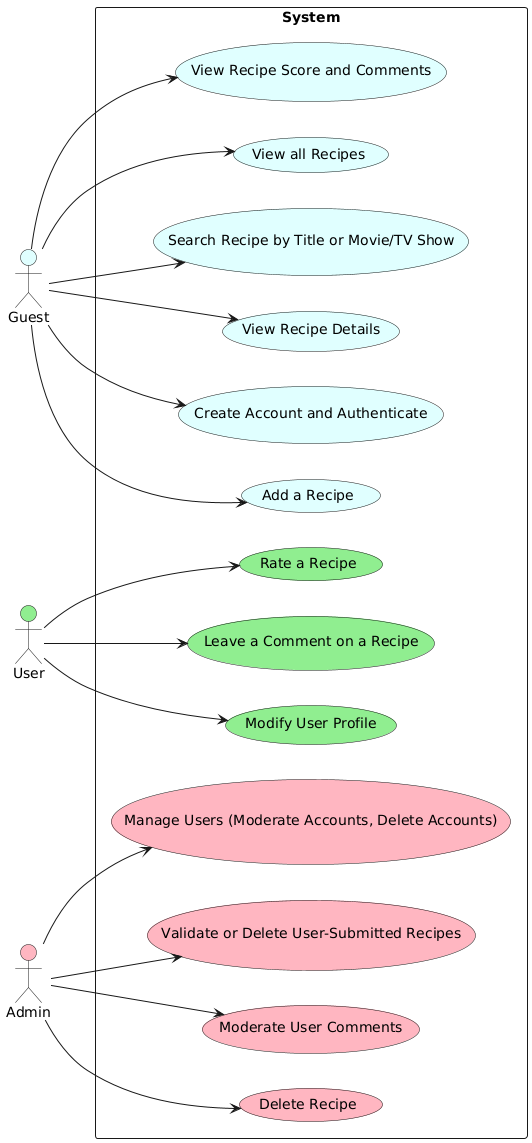 System
View Recipe Score and Comments
View all Recipes
Search Recipe by Title or Movie/TV Show
Guest
View Recipe Details
Create Account and Authenticate
Add a Recipe
Rate a Recipe
Leave a Comment on a Recipe
User
Modify User Profile
Manage Users (Moderate Accounts, Delete Accounts)
Validate or Delete User-Submitted Recipes
Admin
Moderate User Comments
Delete Recipe